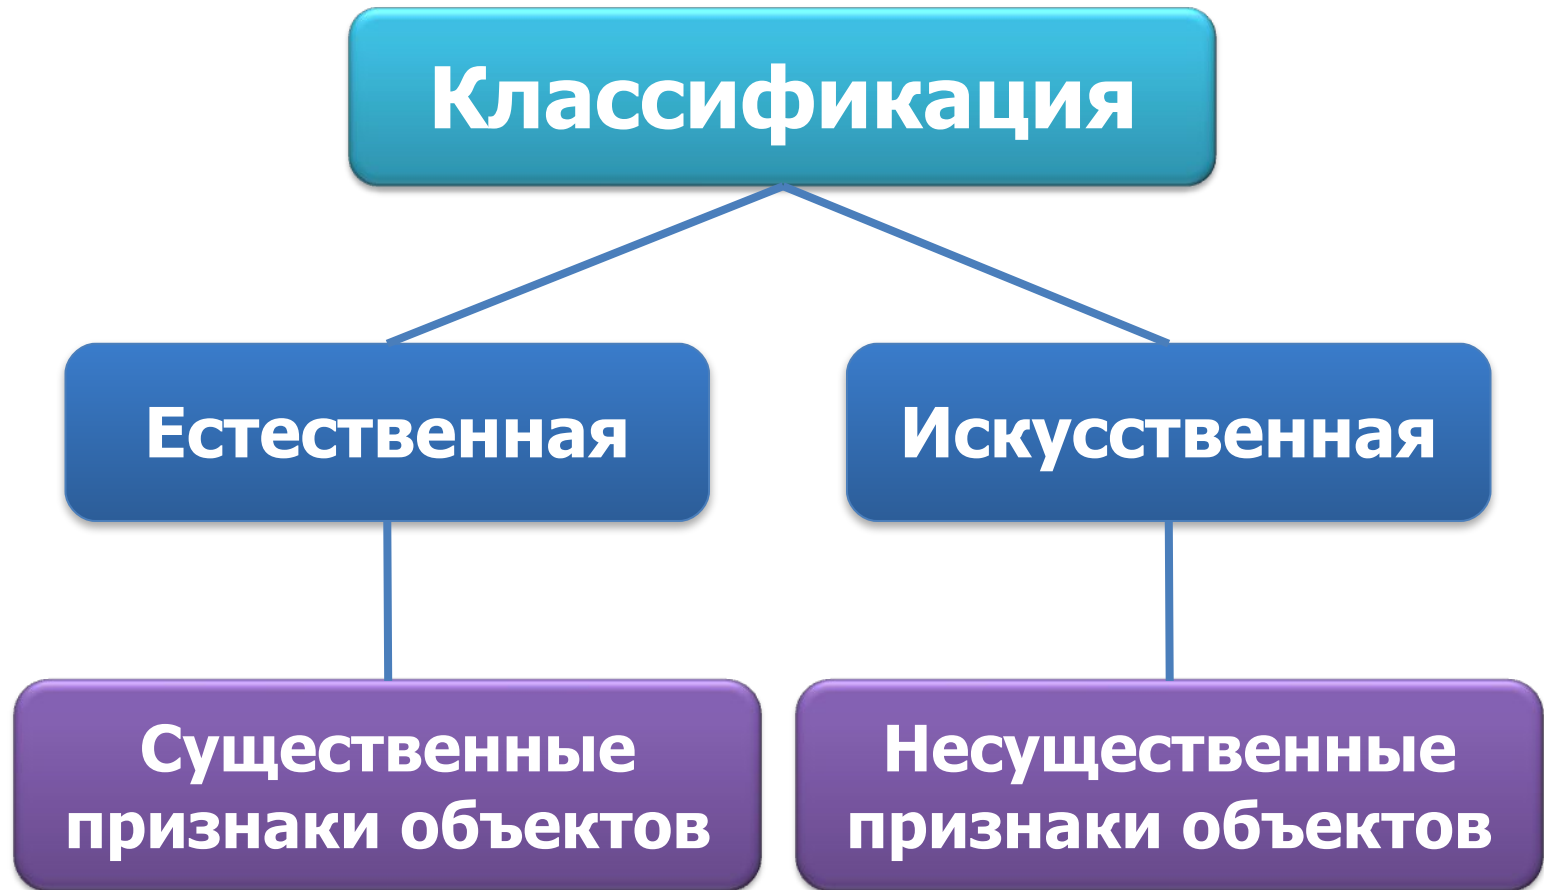 Классификация
Естественная
Искусственная
Существенные
признаки объектов
Несущественные
признаки объектов